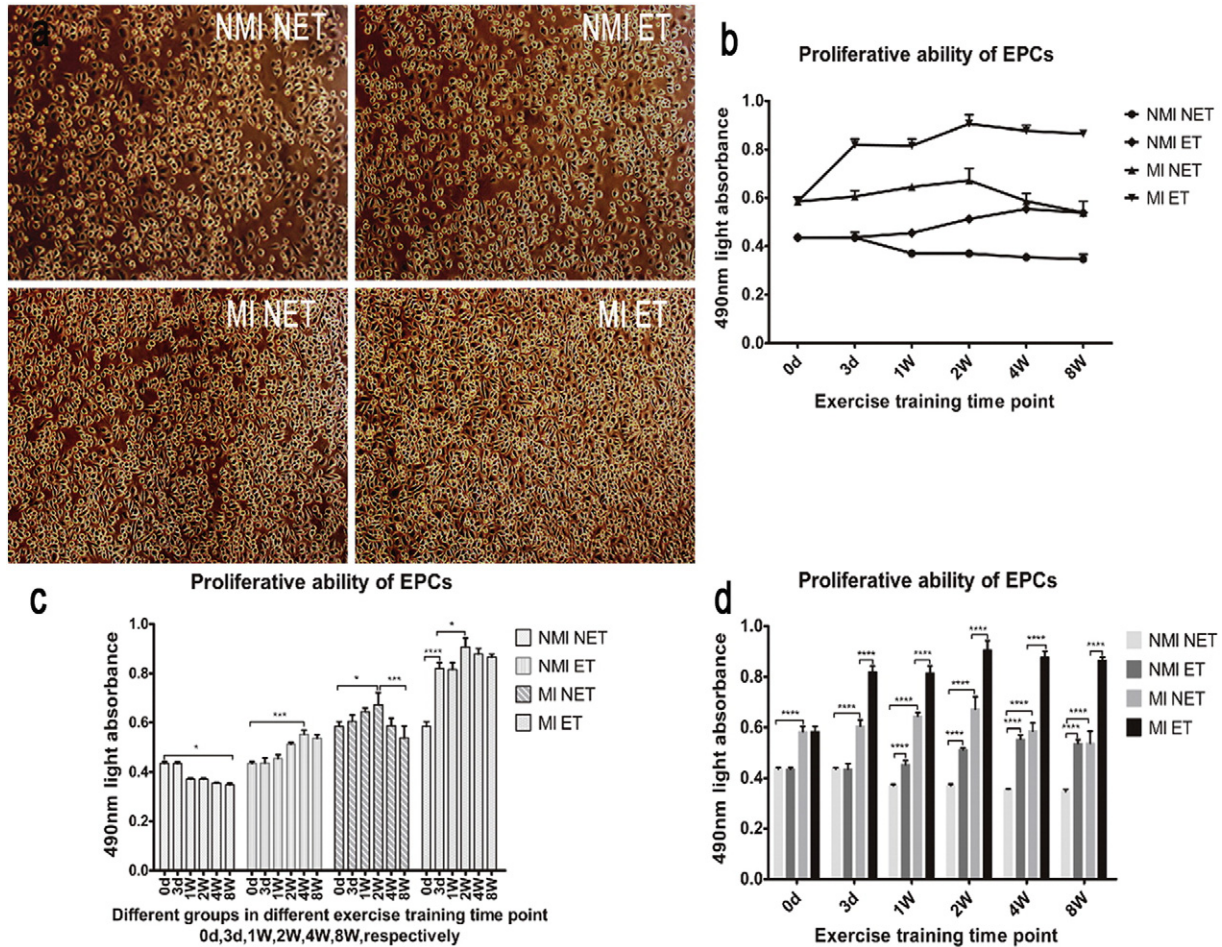 a
NMI NET
NMI ET
MI NET
MI ET
b
Proliferative ability of EPCs
490nm light absorbance
1.0
0.8
0.6
0.4
0.2
0.0
0d
3d
1W
2W
4W
8W
Exercise training time point
NMI NET
NMI ET
MI NET
MI ET
c
Proliferative ability of EPCs
490nm light absorbance
1.0
0.8
0.6
0.4
0.2
0.0
*
***
*
***
****
*
0d 3d 1W 2W 4W 8W
0d 3d 1W 2W 4W 8W
0d 3d 1W 2W 4W 8W
0d 3d 1W 2W 4W 8W
Different groups in different exercise training time point
0d,3d,1W,2W,4W,8W,respectively
NMI NET
NMI ET
MI NET
MI ET
d
Proliferative ability of EPCs
490nm light absorbance
1.0
0.8
0.6
0.4
0.2
0.0
****
**** ****
**** **** ****
**** **** ****
**** **** ****
**** **** ****
0d
3d
1W
2W
4W
8W
Exercise training time point
NMI NET
NMI ET
MI NET
MI ET